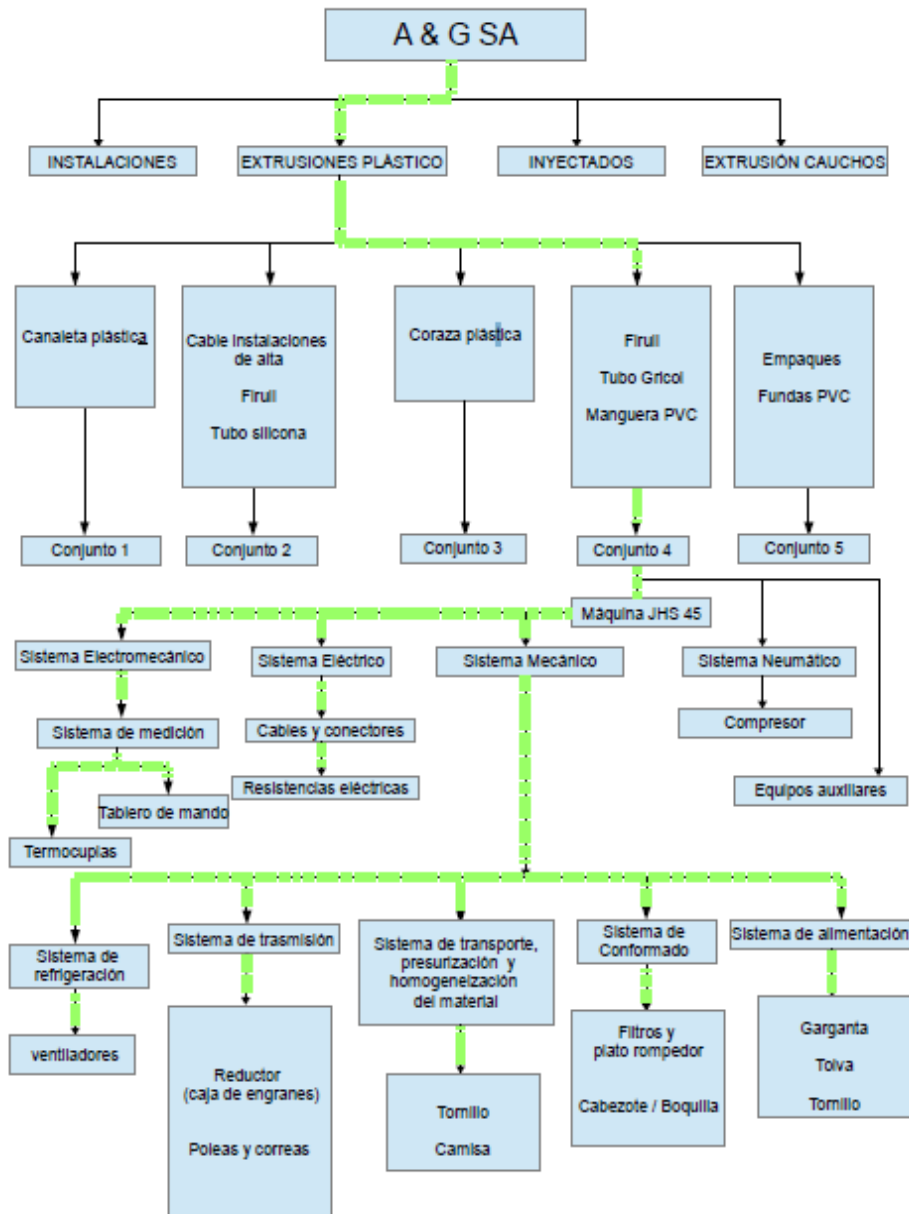 A & G SA
INSTALACIONES
EXTRUSIONES PLÁSTICO
INYECTADOS
EXTRUSIÓN CAUCHOS
Canaleta plástica
Cable Instalaciones
de alta
Firull
Tubo silicona
Coraza plástica
Firull
Tubo Gricol
Manguera PVC
Empaques
Fundas PVC
Conjunto 1
Conjunto 2
Conjunto 3
Conjunto 4
Conjunto 5
Máquina JHS 45
Sistema Electromecánico
Sistema Eléctrico
Sistema Mecánico
Sistema Neumático
Sistema de medición
Cables y conectores
Compresor
Resistencias eléctricas
Equipos auxiliares
Tablero de mando
Termocuplas
Sistema de
refrigeración
Sistema de trasmisión
Sistema de transporte,
presurización y
homogeneización
del material
Sistema de
Conformado
Sistema de alimentación
ventiladores
Reductor
(caja de engranes)
Poleas y correas
Tornillo
Camisa
Filtros y
plato rompedor
Cabezote / Boquilla
Garganta
Tolva
Tornillo